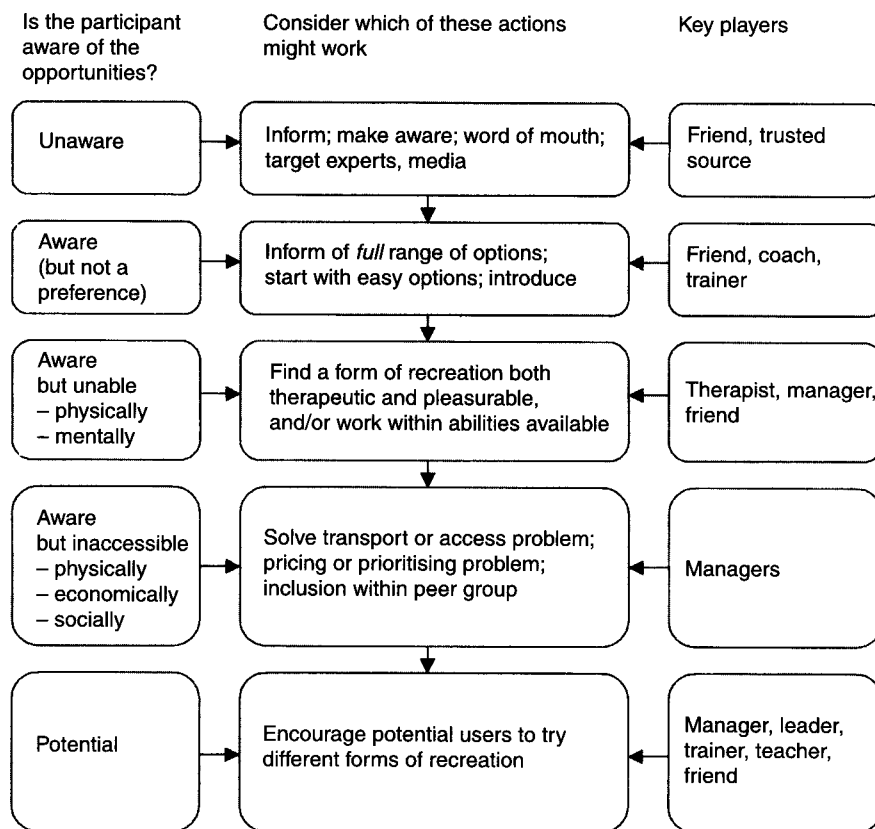 Is the participant
aware of the
opportunities?
Consider which of these actions
might work
Key players
Unaware
Inform; make aware; word of mouth;
target experts, media
Friend, trusted
source
Aware
(but not a
preference)
Inform of full range of options;
start with easy options; introduce
Friend, coach,
trainer
Aware
but unable
– physically
– mentally
Find a form of recreation both
therapeutic and pleasurable,
and/or work within abilities available
Therapist, manager,
friend
Aware
but inaccessible
– physically
– economically
– socially
Solve transport or access problem;
pricing or prioritising problem;
inclusion within peer group
Managers
Potential
Encourage potential users to try
different forms of recreation
Manager, leader,
trainer, teacher,
friend